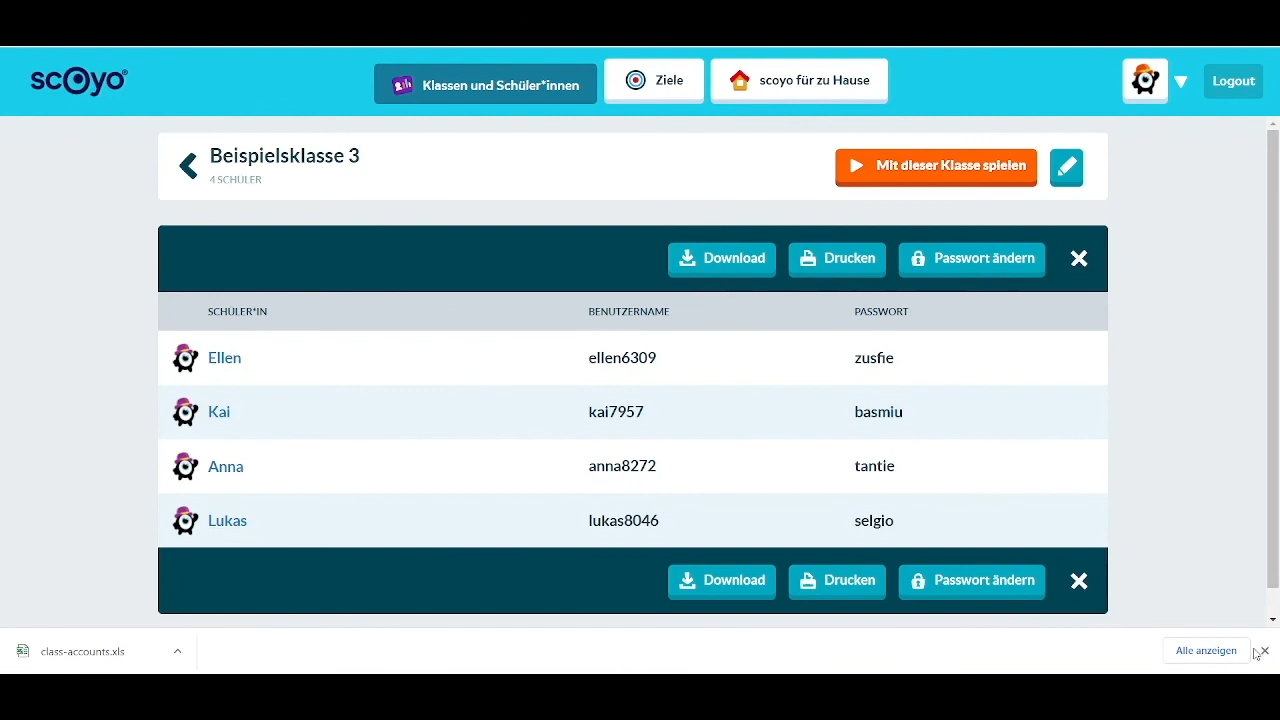 scoyo®
Klassen und Schüler*innen
Ziele
scoyo für zu Hause
Logout
Beispielsklasse 3
4 SCHÜLER
Mit dieser Klasse spielen
Download
Drucken
Passwort ändern
SCHÜLER*IN BENUTZERNAME PASSWORT
Ellen ellen6309 zusfie
Kai kai7957 basmiu
Anna anna8272 tantie
Lukas lukas8046 selgio
Download
Drucken
Passwort ändern
class-accounts.xls
Alle anzeigen